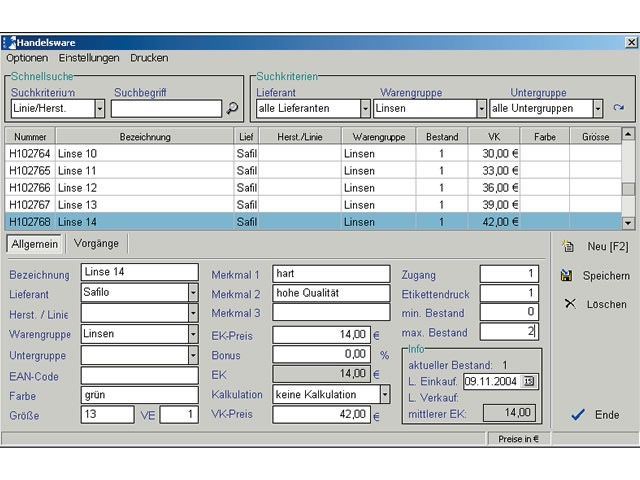 Handelsware
Optionen Einstellungen Drucken
Schnellsuche Suchkriterien
Suchkriterium Suchbegriff Lieferant Warengruppe Untergruppe
Linie/Herst. alle Lieferanten Linsen alle Untergruppen
Nummer Bezeichnung Lief Herst./Linie Warengruppe Bestand VK Farbe Grösse
H102764 Linse 10 Safil Linsen 1 30,00 €
H102765 Linse 11 Safil Linsen 1 33,00 €
H102766 Linse 12 Safil Linsen 1 36,00 €
H102767 Linse 13 Safil Linsen 1 39,00 €
H102768 Linse 14 Safil Linsen 1 42,00 €
Allgemein Vorgänge
Neu [F2]
Speichern
Löschen
Bezeichnung Linse 14 Merkmal 1 hart Zugang 1
Lieferant Safilo Merkmal 2 hohe Qualität Etikettendruck 1
Herst. / Linie Merkmal 3 min. Bestand 0
Warengruppe Linsen EK-Preis 14,00 € max. Bestand 2
Untergruppe Bonus 0,00 % Info
EAN-Code EK 14,00 € aktueller Bestand: 1
Farbe grün Kalkulation keine Kalkulation L. Einkauf: 09.11.2004 15
Größe 13 VE 1 VK-Preis 42,00 € L. Verkauf:
mittlerer EK: 14,00
Ende
Preise in €